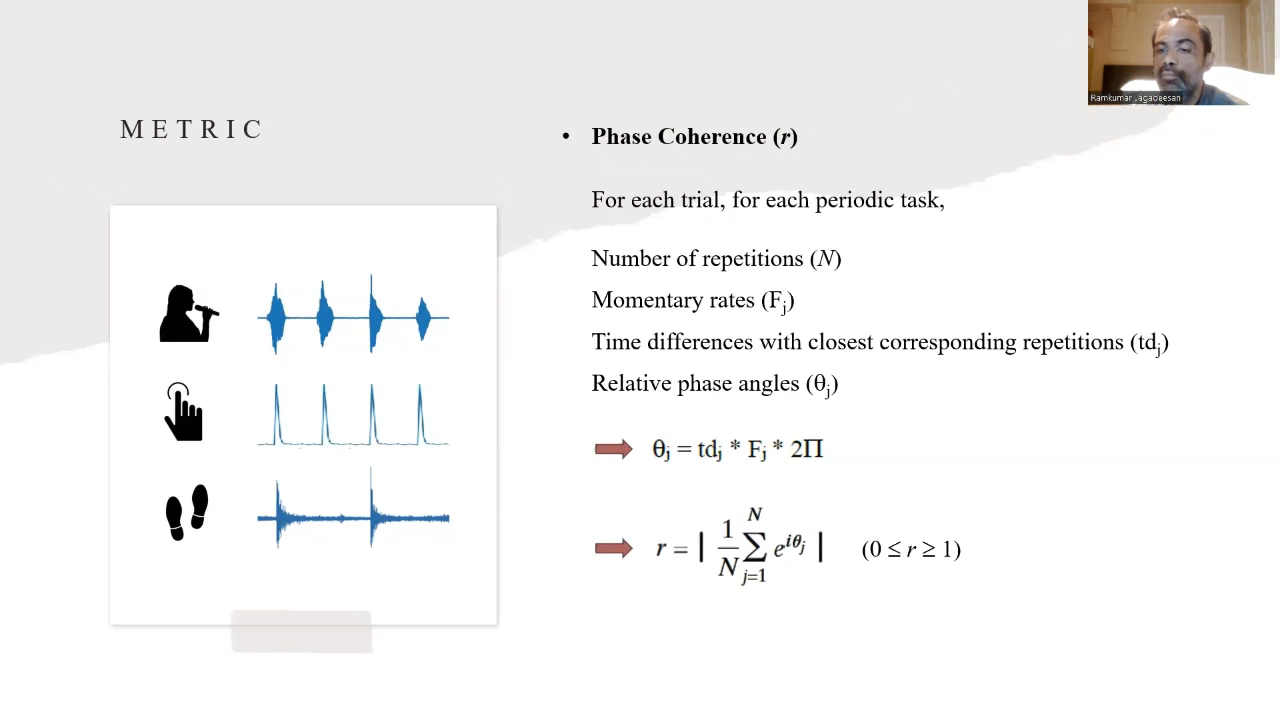 Ramkumar Jagadeesan
METRIC
• Phase Coherence (r)
For each trial, for each periodic task,
Number of repetitions (N)
Momentary rates (Fj)
Time differences with closest corresponding repetitions (tdj)
Relative phase angles (θj)
θj = tdj * Fj * 2Π
r = | 1/N ∑_{j=1}^{N} e^{iθj} | (0 ≤ r ≥ 1)